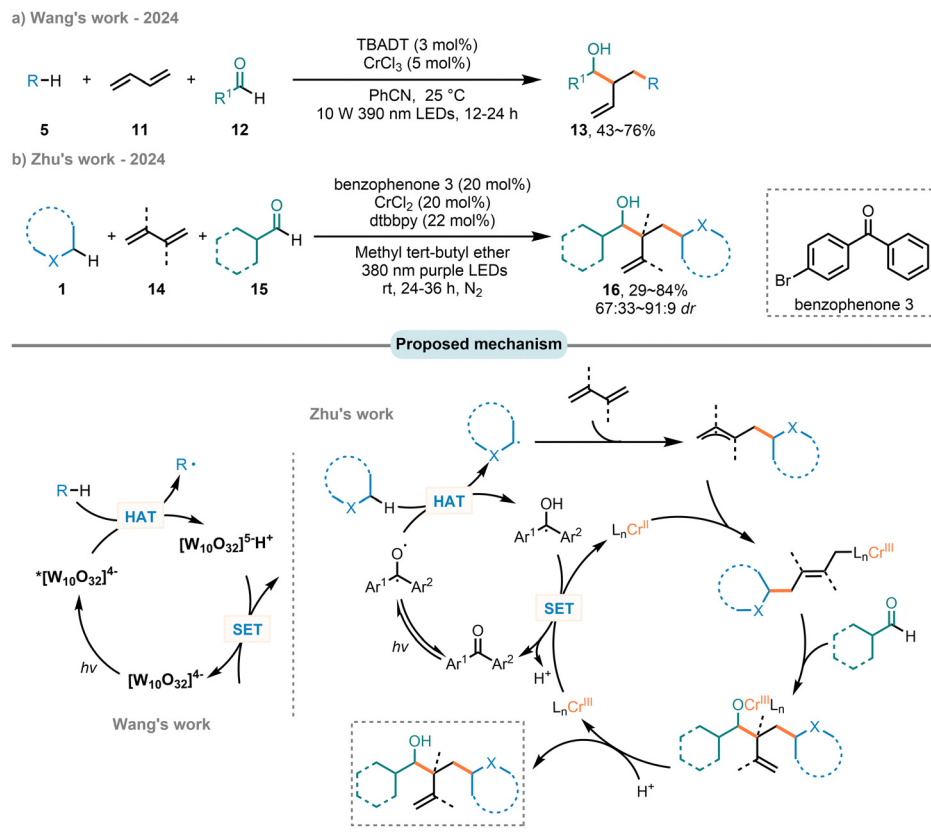 a) Wang's work - 2024
R–H + + R¹ O H
TBADT (3 mol%)
CrCl₃ (5 mol%)
PhCN, 25 °C
10 W 390 nm LEDs, 12-24 h
OH
R¹ R
5 11 12 13, 43~76%
b) Zhu's work - 2024
X H + + O H
benzophenone 3 (20 mol%)
CrCl₂ (20 mol%)
dtbbpy (22 mol%)
Methyl tert-butyl ether
380 nm purple LEDs
rt, 24-36 h, N₂
OH X
1 14 15 16, 29~84%
67:33~91:9 dr
O
Br
benzophenone 3
Proposed mechanism
Zhu's work
R·
R–H
HAT
[W₁₀O₃₂]⁵⁻H⁺
*[W₁₀O₃₂]⁴⁻
SET
hv
[W₁₀O₃₂]⁴⁻
Wang's work
X
X H
HAT
X
OH
Ar¹ Ar²
LₙCrᴵᴵ
O·
Ar¹ Ar²
SET
LₙCrᴵᴵᴵ
X
O
H
hv
O
Ar¹ Ar²
H⁺
LₙCrᴵᴵᴵ
OCrᴵᴵᴵLₙ
X
OH
X
H⁺